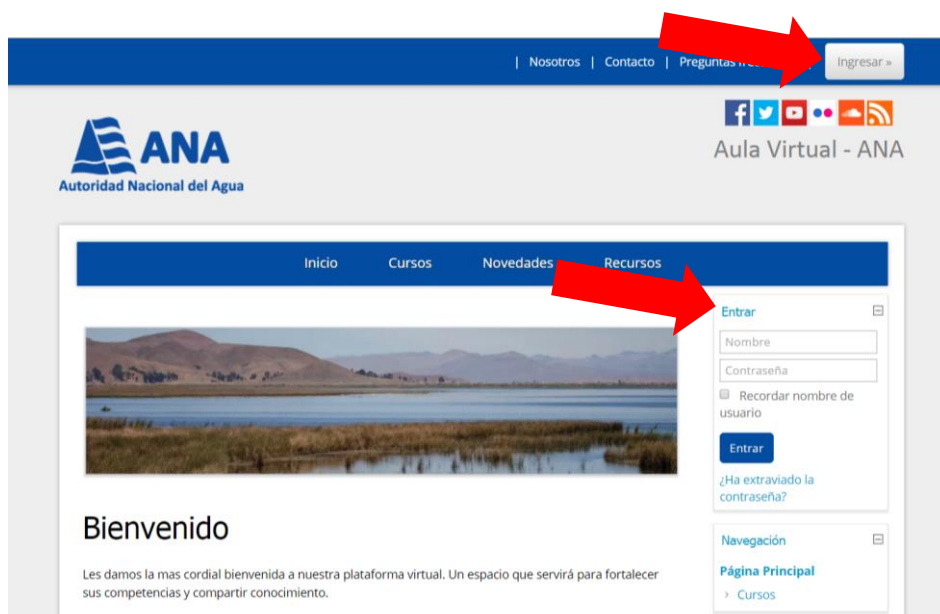 | Nosotros | Contacto | Preguntas
Ingresar »
ANA
Autoridad Nacional del Agua
Aula Virtual - ANA
Inicio Cursos Novedades Recursos
Entrar
Nombre
Contraseña
Recordar nombre de
usuario
Entrar
¿Ha extraviado la
contraseña?
Bienvenido
Les damos la mas cordial bienvenida a nuestra plataforma virtual. Un espacio que servirá para fortalecer
sus competencias y compartir conocimiento.
Navegación
Página Principal
Cursos